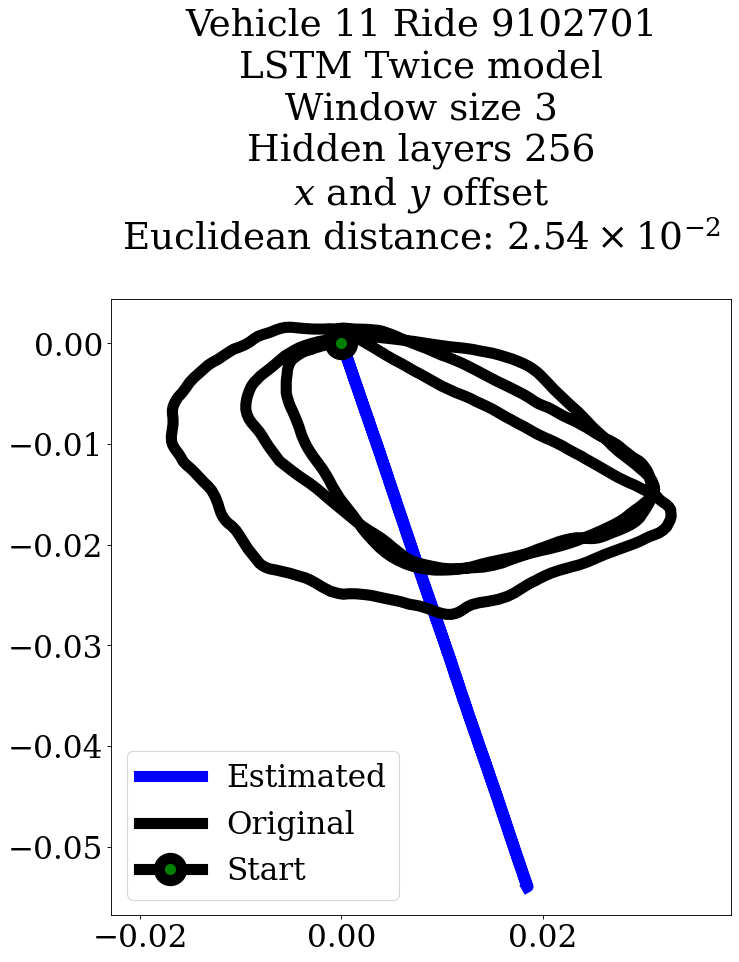 Vehicle 11 Ride 9102701
LSTM Twice model
Window size 3
Hidden layers 256
x and y offset
Euclidean distance: 2.54 × 10⁻²
0.00
−0.01
−0.02
−0.03
−0.04
−0.05
Estimated
Original
Start
−0.02 0.00 0.02